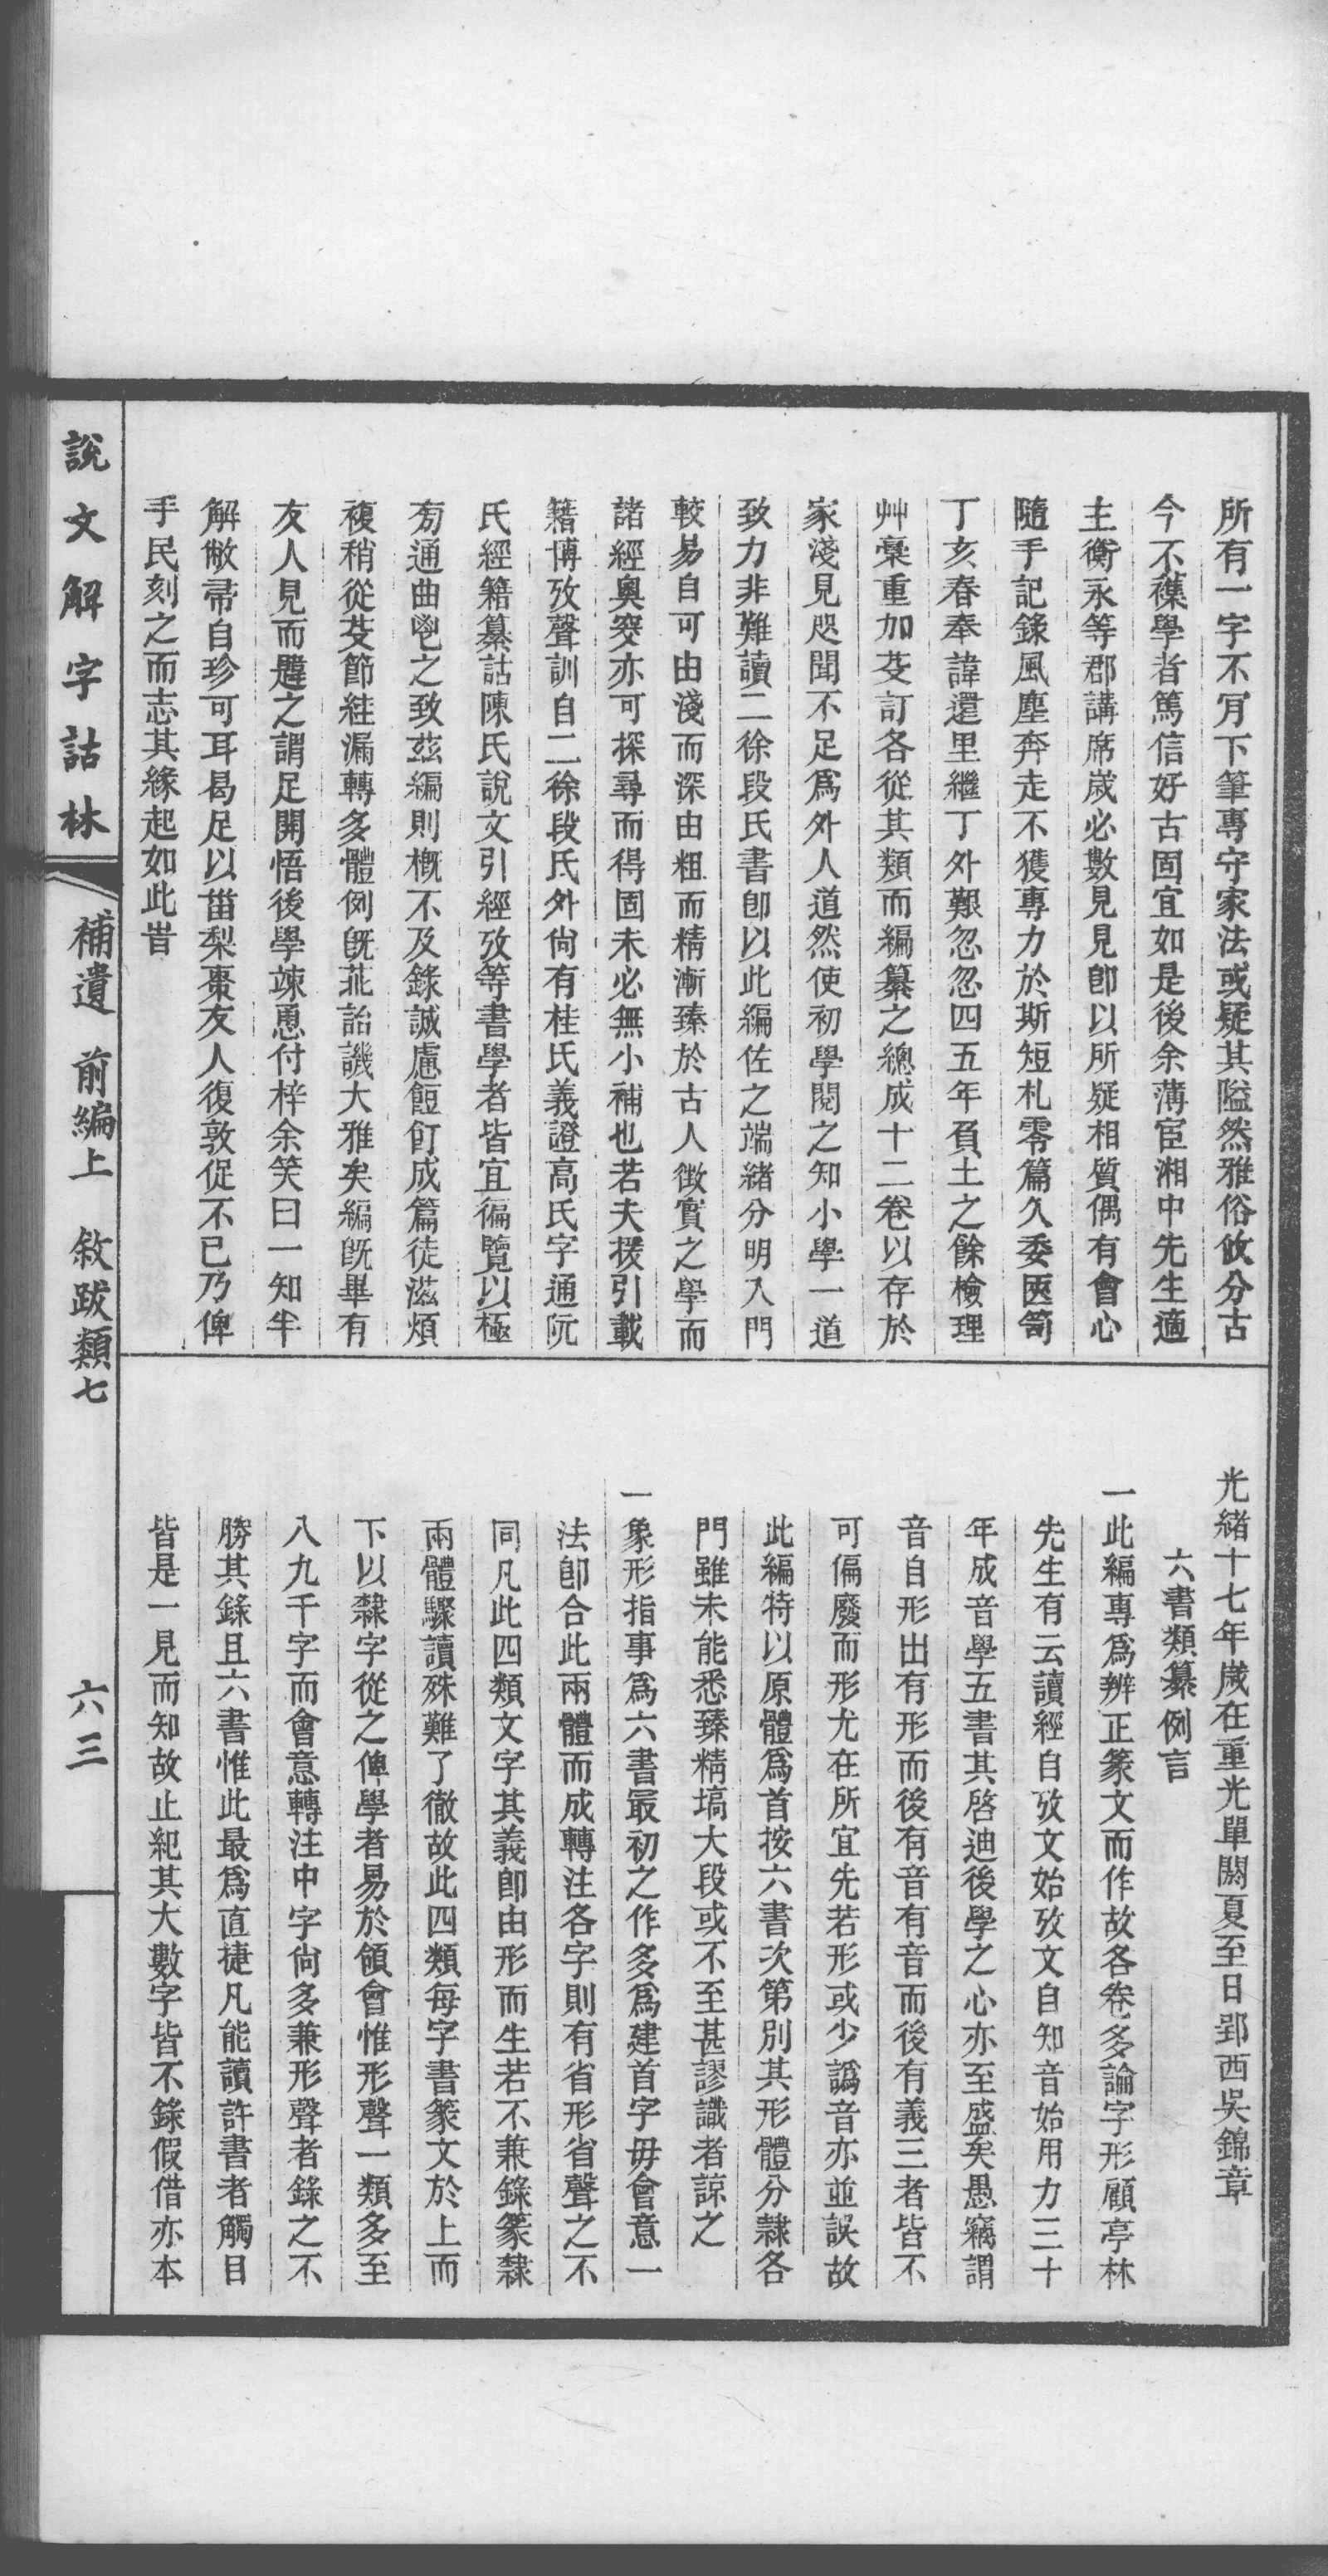 所有一字不冐下筆專守家法或疑其隘然雅俗攸分古
今不襍學者篤信好古固宜如是後余薄宦湘中先生適
主衡永等郡講席歲必數見見卽以所疑相質偶有會心
隨手記錄風塵奔走不獲專力於斯短札零篇久委匧笥
丁亥春奉諱還里繼丁外艱忽忽四五年負土之餘檢理
艸稾重加芟訂各從其類而編纂之總成十二卷以存於
家淺見咫聞不足爲外人道然使初學閱之知小學一道
致力非難讀二徐段氏書卽以此編佐之端緒分明入門
較易自可由淺而深由粗而精漸臻於古人徵實之學而
諸經奧窔亦可探尋而得固未必無小補也若夫援引載
籍博攷聲訓自二徐段氏外尙有桂氏義證高氏字通阮
氏經籍纂詁陳氏說文引經攷等書學者皆宜徧覽以極
旁通曲鬯之致茲編則槪不及錄誠慮餖飣成篇徒滋煩
複稍從芟節絓漏轉多體例旣菲詒譏大雅矣編旣畢有
友人見而韙之謂足開悟後學竦慂付梓余笑曰一知半
解敝帚自珍可耳曷足以葘梨棗友人復敦促不已乃俾
手民刻之而志其緣起如此旹
光緖十七年歲在重光單閼夏至日郢西吳錦章
六書類纂例言
一此編專爲辨正篆文而作故各卷多論字形顧亭林
先生有云讀經自攷文始攷文自知音始用力三十
年成音學五書其啓迪後學之心亦至盛矣愚竊謂
音自形出有形而後有音有音而後有義三者皆不
可偏廢而形尤在所宜先若形或少譌音亦並誤故
此編特以原體爲首按六書次第別其形體分隸各
門雖未能悉臻精塙大段或不至甚謬識者諒之
一象形指事爲六書最初之作多爲建首字毋會意一
法卽合此兩體而成轉注各字則有省形省聲之不
同凡此四類文字其義卽由形而生若不兼錄篆隸
兩體驟讀殊難了徹故此四類每字書篆文於上而
下以隸字從之俾學者易於領會惟形聲一類多至
八九千字而會意轉注中字尙多兼形聲者錄之不
勝其錄且六書惟此最爲直捷凡能讀許書者觸目
皆是一見而知故止紀其大數字皆不錄假借亦本
說文解字詁林
補遺 前編上 敘跋類七
六三